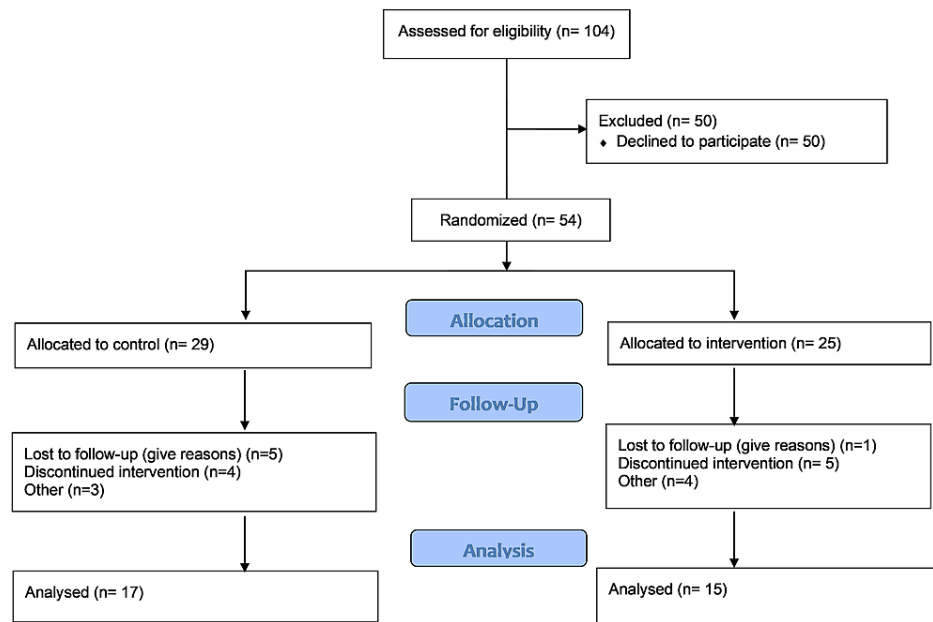 Assessed for eligibility (n= 104)
Excluded (n= 50)
♦ Declined to participate (n= 50)
Randomized (n= 54)
Allocation
Allocated to control (n= 29)
Allocated to intervention (n= 25)
Follow-Up
Lost to follow-up (give reasons) (n=5)
Discontinued intervention (n=4)
Other (n=3)
Lost to follow-up (give reasons) (n=1)
Discontinued intervention (n= 5)
Other (n=4)
Analysis
Analysed (n= 17)
Analysed (n= 15)